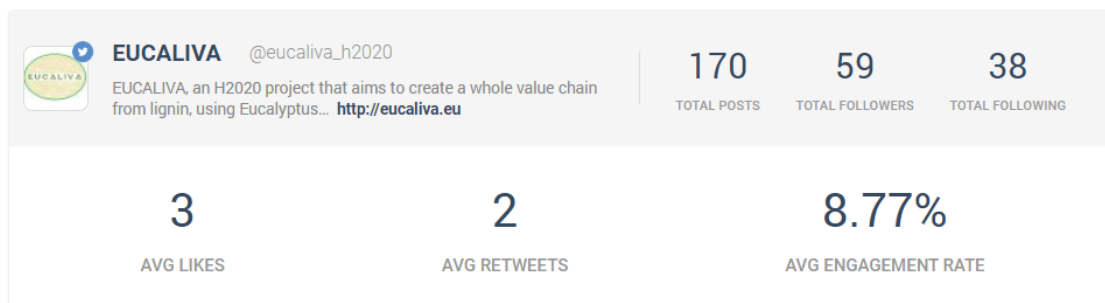 EUCALIVA
EUCALIVA @eucaliva_h2020
EUCALIVA, an H2020 project that aims to create a whole value chain
from lignin, using Eucalyptus... http://eucaliva.eu
170 59 38
TOTAL POSTS TOTAL FOLLOWERS TOTAL FOLLOWING
3 2 8.77%
AVG LIKES AVG RETWEETS AVG ENGAGEMENT RATE